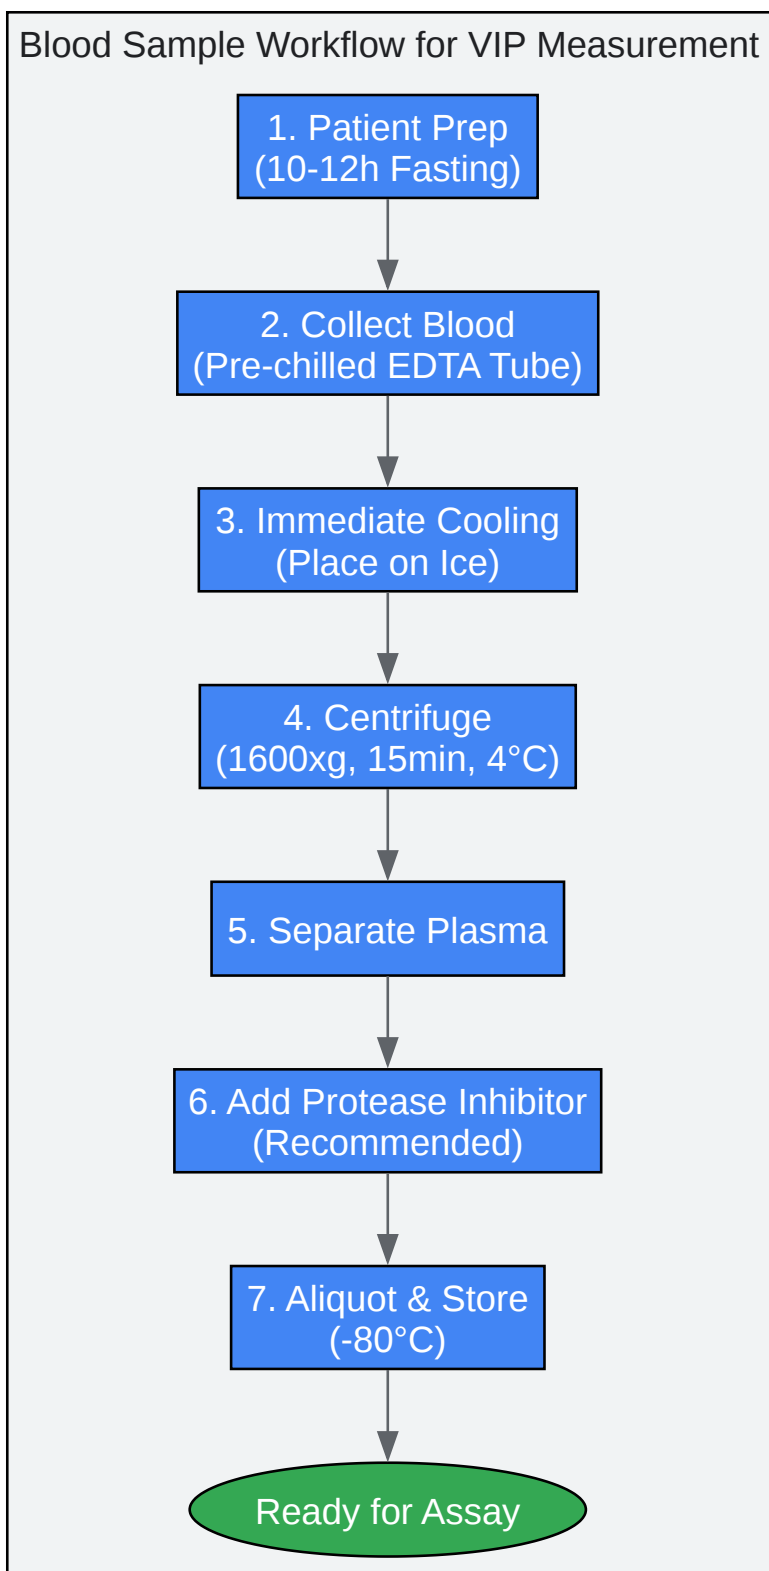 Blood Sample Workflow for VIP Measurement
1. Patient Prep
(10-12h Fasting)
2. Collect Blood
(Pre-chilled EDTA Tube)
3. Immediate Cooling
(Place on Ice)
4. Centrifuge
(1600xg, 15min, 4°C)
5. Separate Plasma
6. Add Protease Inhibitor
(Recommended)
7. Aliquot & Store
(-80°C)
Ready for Assay